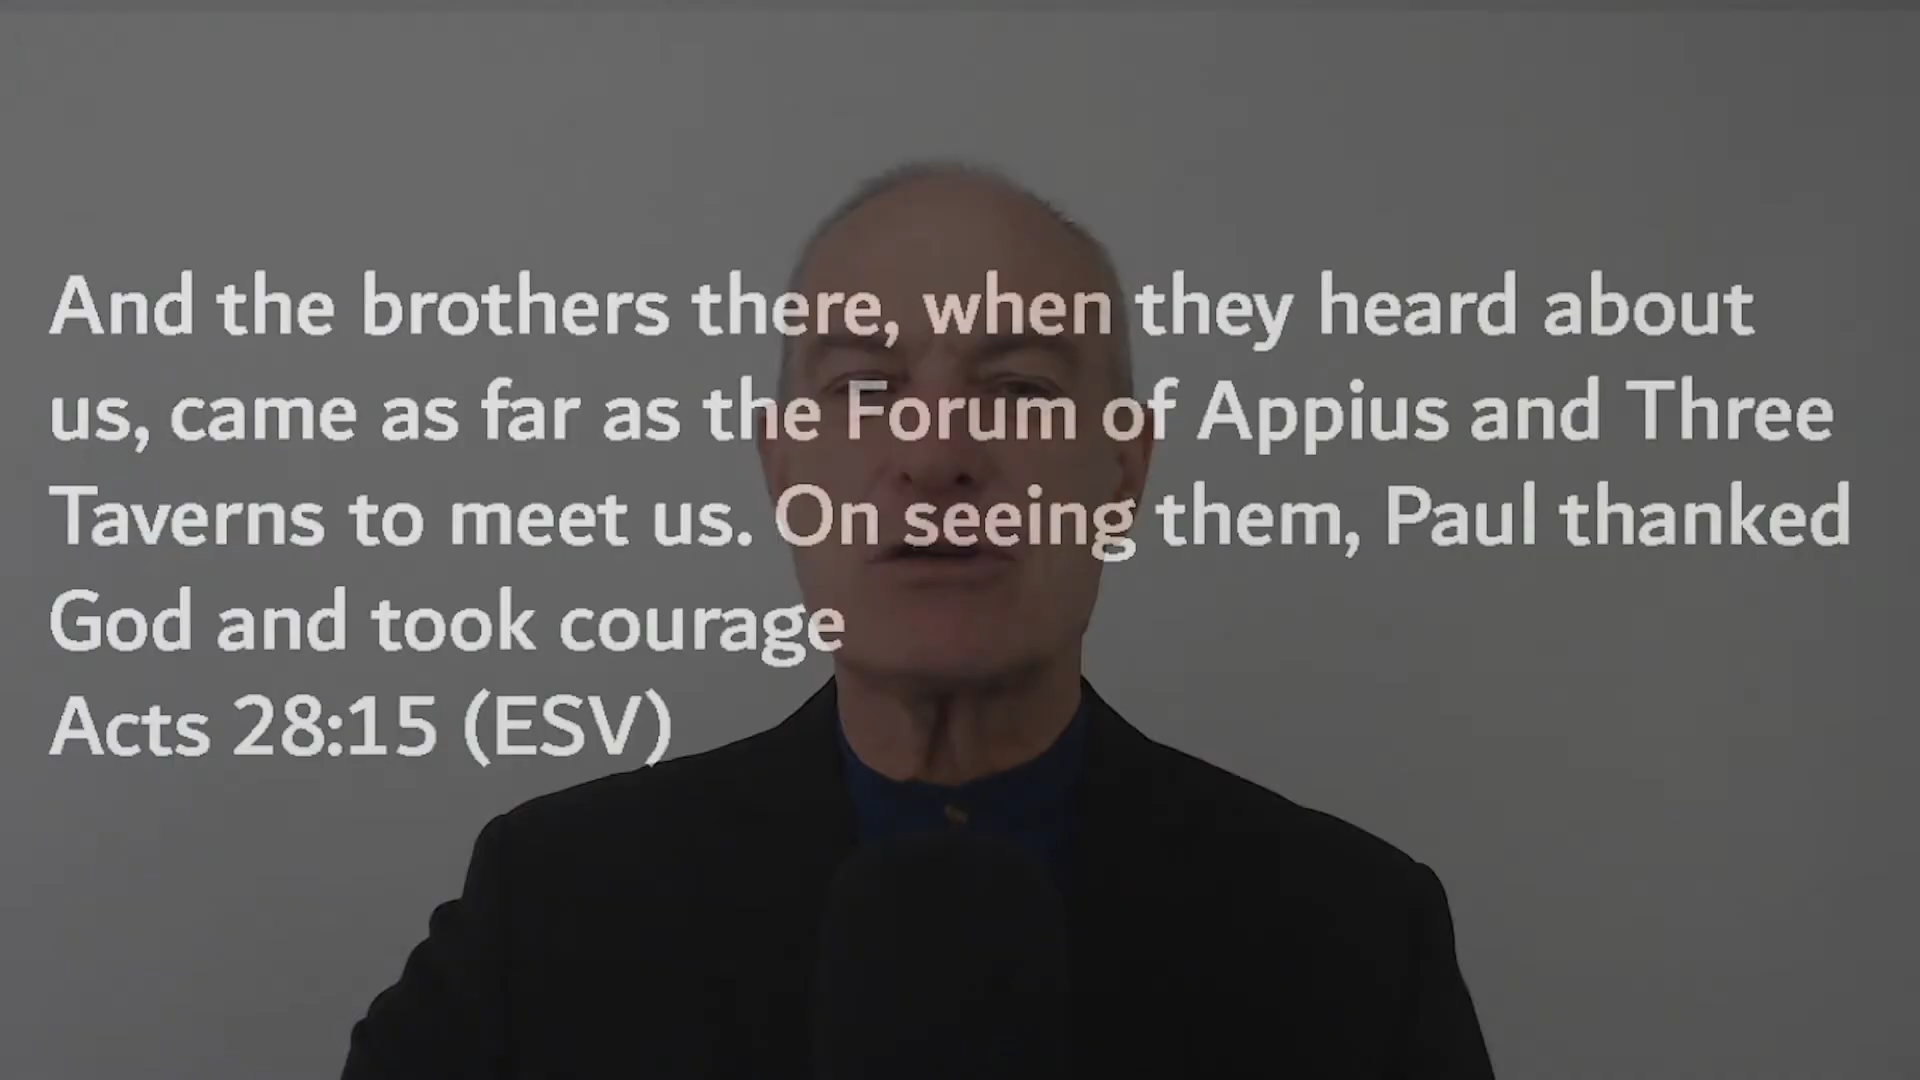 And the brothers there, when they heard about
us, came as far as the Forum of Appius and Three
Taverns to meet us. On seeing them, Paul thanked
God and took courage
Acts 28:15 (ESV)